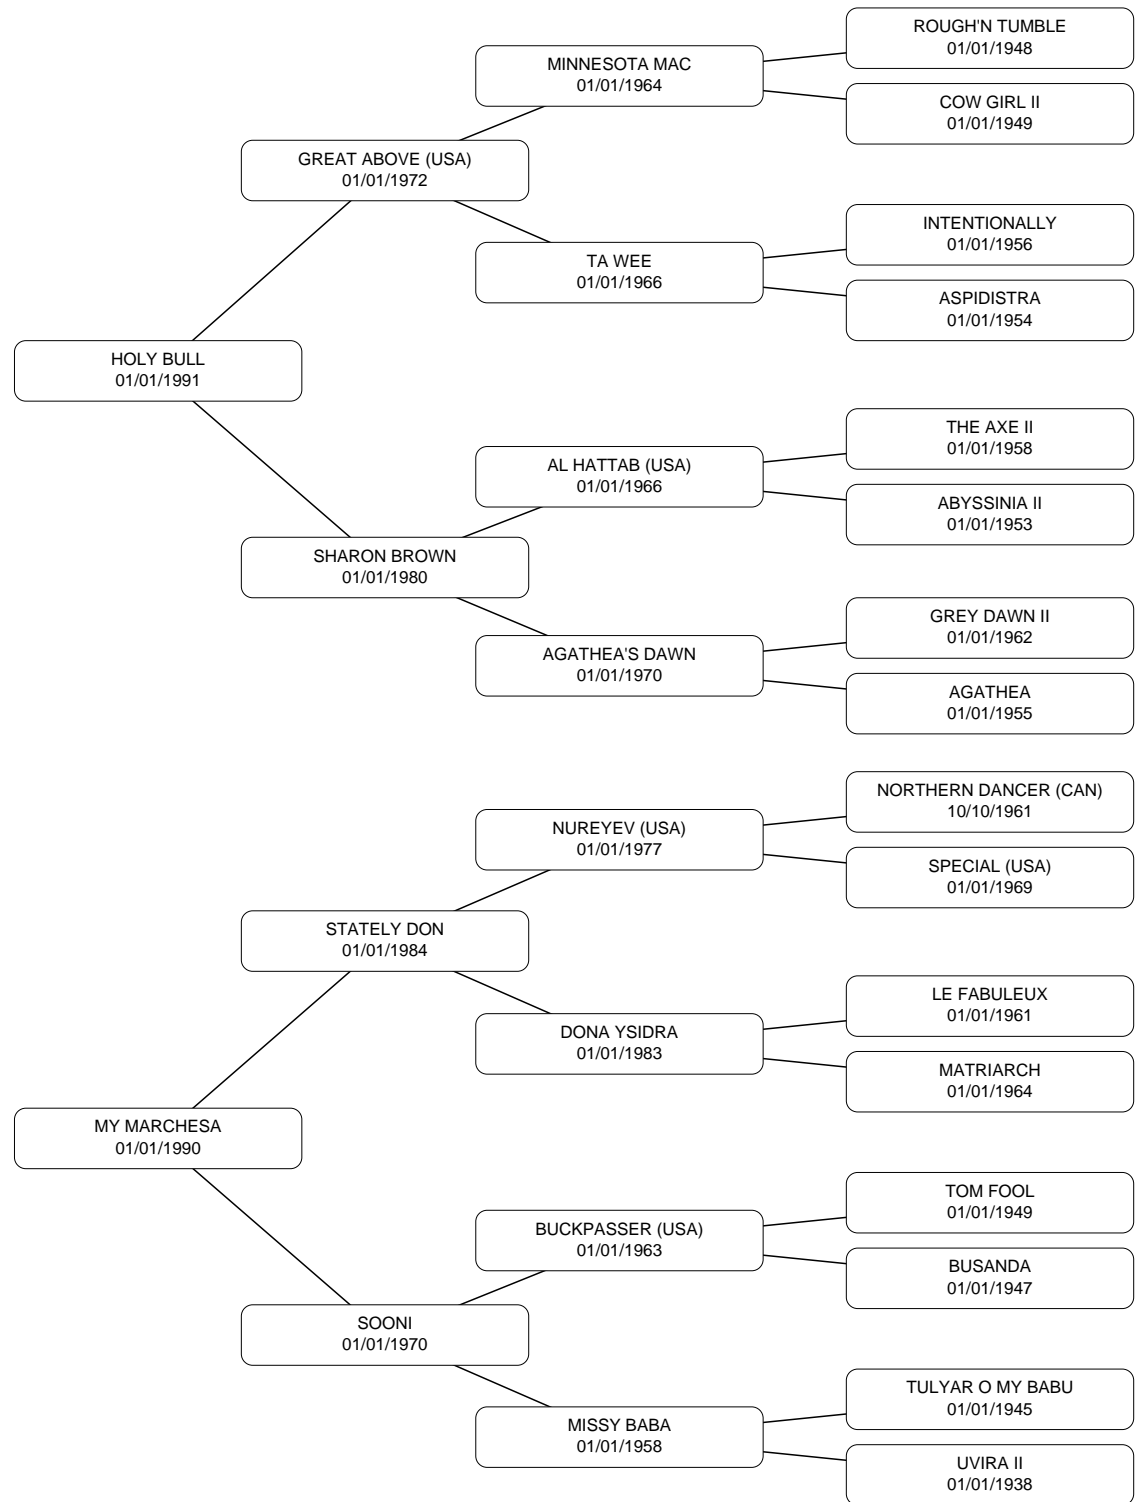 ROUGH'N TUMBLE
01/01/1948
MINNESOTA MAC
01/01/1964
COW GIRL II
01/01/1949
GREAT ABOVE (USA)
01/01/1972
INTENTIONALLY
01/01/1956
TA WEE
01/01/1966
ASPIDISTRA
01/01/1954
HOLY BULL
01/01/1991
THE AXE II
01/01/1958
AL HATTAB (USA)
01/01/1966
ABYSSINIA II
01/01/1953
SHARON BROWN
01/01/1980
GREY DAWN II
01/01/1962
AGATHEA'S DAWN
01/01/1970
AGATHEA
01/01/1955
NORTHERN DANCER (CAN)
10/10/1961
NUREYEV (USA)
01/01/1977
SPECIAL (USA)
01/01/1969
STATELY DON
01/01/1984
LE FABULEUX
01/01/1961
DONA YSIDRA
01/01/1983
MATRIARCH
01/01/1964
MY MARCHESA
01/01/1990
TOM FOOL
01/01/1949
BUCKPASSER (USA)
01/01/1963
BUSANDA
01/01/1947
SOONI
01/01/1970
TULYAR O MY BABU
01/01/1945
MISSY BABA
01/01/1958
UVIRA II
01/01/1938